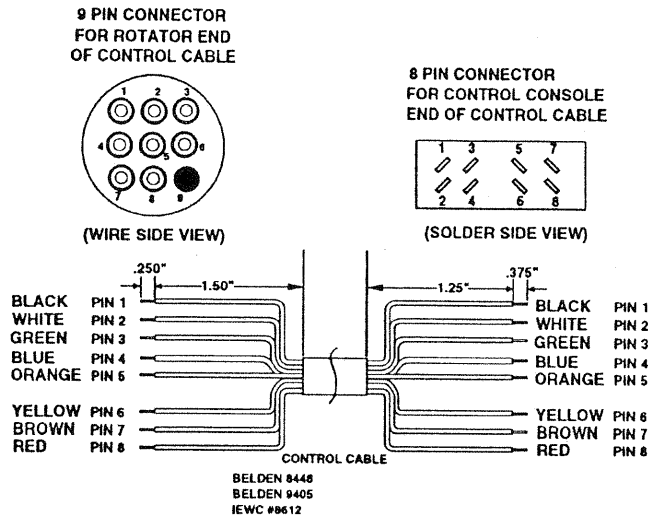 9 PIN CONNECTOR
FOR ROTATOR END
OF CONTROL CABLE
1 2 3
4 5 6
7 8 9
(WIRE SIDE VIEW)
8 PIN CONNECTOR
FOR CONTROL CONSOLE
END OF CONTROL CABLE
1 3 5 7
2 4 6 8
(SOLDER SIDE VIEW)
.250" 1.50" 1.25" .375"
BLACK PIN 1
WHITE PIN 2
GREEN PIN 3
BLUE PIN 4
ORANGE PIN 5
YELLOW PIN 6
BROWN PIN 7
RED PIN 8
BLACK PIN 1
WHITE PIN 2
GREEN PIN 3
BLUE PIN 4
ORANGE PIN 5
YELLOW PIN 6
BROWN PIN 7
RED PIN 8
CONTROL CABLE
BELDEN 8448
BELDEN 9405
IEWC #8612